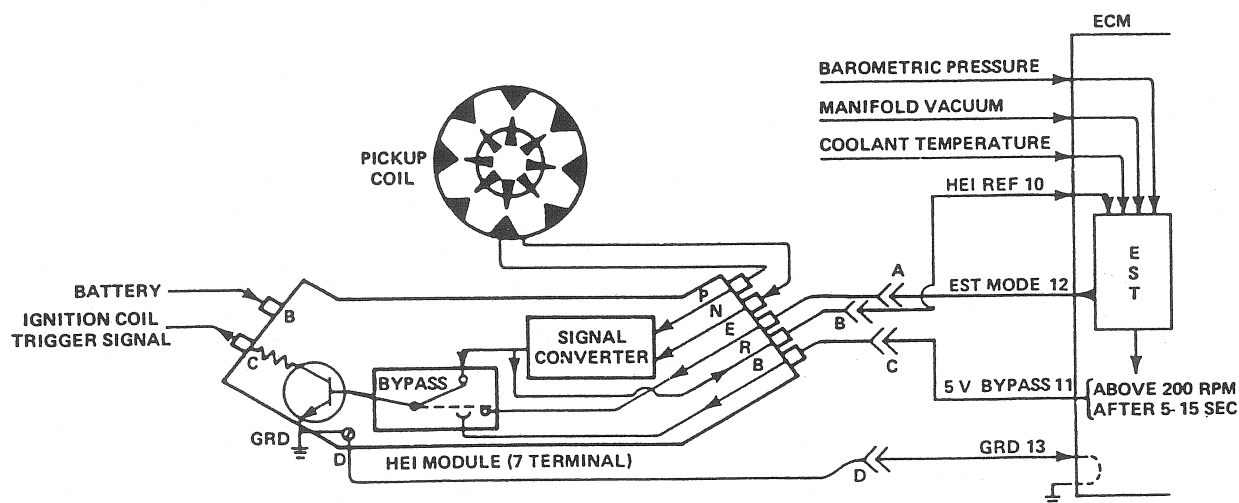 ECM
BAROMETRIC PRESSURE
MANIFOLD VACUUM
COOLANT TEMPERATURE
HEI REF 10
PICKUP
COIL
EST
A
EST MODE 12
B
C
5 V BYPASS 11
ABOVE 200 RPM
AFTER 5-15 SEC
BATTERY
IGNITION COIL
TRIGGER SIGNAL
B
C
P
N
E
R
B
SIGNAL
CONVERTER
BYPASS
GRD
D
HEI MODULE (7 TERMINAL)
D
GRD 13